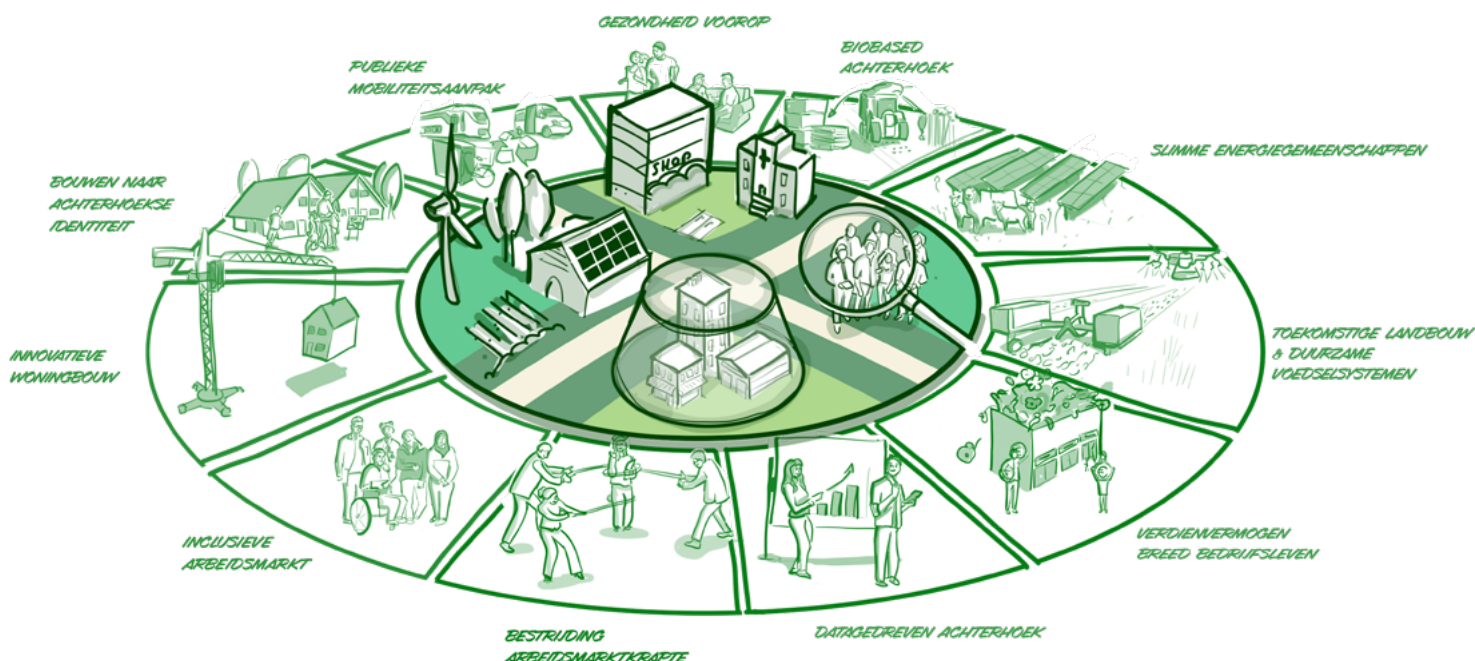 GEZONDHEID VOOROP
BIOBASED
ACHTERHOEK
PUBLIEKE
MOBILITEITSAANPAK
SLIMME ENERGIEGEMEENSCHAPPEN
SHOP
BOUWEN NAAR
ACHTERHOEKSE
IDENTITEIT
INNOVATIEVE
WONINGBOUW
TOEKOMSTIGE LANDBOUW
& DUURZAME
VOEDSELSYSTEMEN
INCLUSIEVE
ARBEIDSMARKT
VERDIENVERMOGEN
BREED BEDRIJFSLEVEN
BESTRIJDING
ARBEIDSMARKTKRAPTE
DATAGEDREVEN ACHTERHOEK